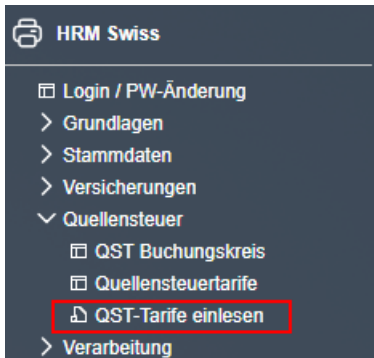 HRM Swiss
Login / PW-Änderung
Grundlagen
Stammdaten
Versicherungen
Quellensteuer
QST Buchungskreis
Quellensteuertarife
QST-Tarife einlesen
Verarbeitung